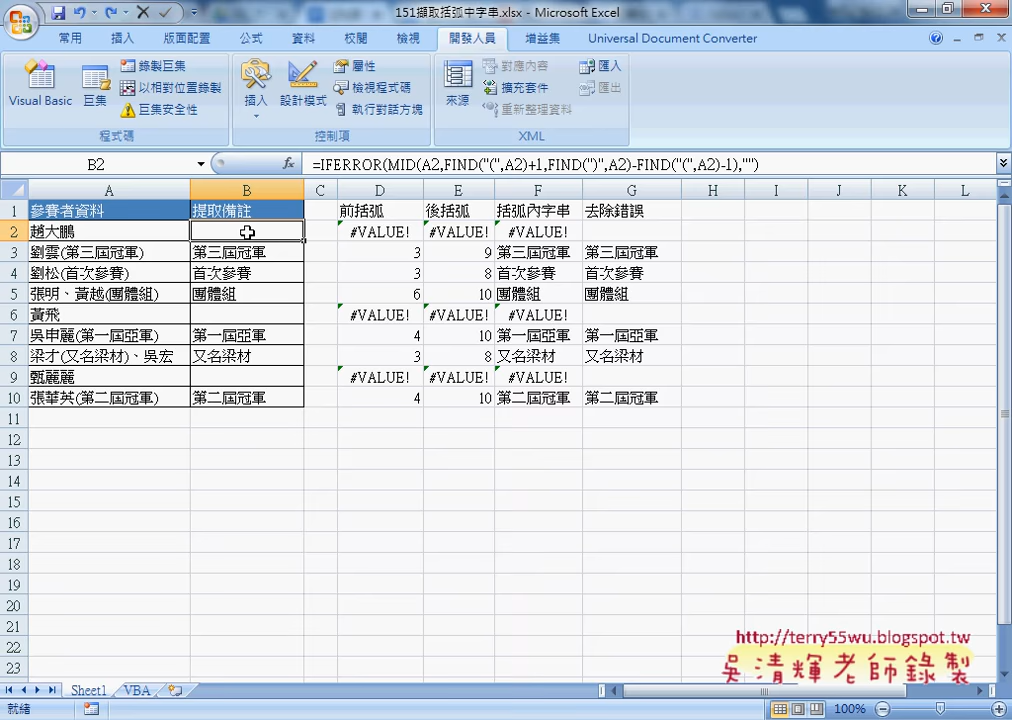 151擷取括弧中字串.xlsx - Microsoft Excel
常用 插入 版面配置 公式 資料 校閱 檢視 開發人員 增益集 Universal Document Converter
Visual Basic 巨集 錄製巨集 以相對位置錄製 巨集安全性 程式碼
插入 設計模式 屬性 檢視程式碼 執行對話方塊 控制項
來源 對應內容 擴充套件 重新整理資料 匯入 匯出 XML
B2 fx =IFERROR(MID(A2,FIND("(",A2)+1,FIND(")",A2)-FIND("(",A2)-1),"")
A B C D E F G H I J K L
1 參賽者資料 提取備註 前括弧 後括弧 括弧內字串 去除錯誤
2 趙大鵬 #VALUE! #VALUE! #VALUE!
3 劉雲(第三屆冠軍) 第三屆冠軍 3 9 第三屆冠軍 第三屆冠軍
4 劉松(首次參賽) 首次參賽 3 8 首次參賽 首次參賽
5 張明、黃越(團體組) 團體組 6 10 團體組 團體組
6 黃飛 #VALUE! #VALUE! #VALUE!
7 吳申麗(第一屆亞軍) 第一屆亞軍 4 10 第一屆亞軍 第一屆亞軍
8 梁才(又名梁材)、吳宏 又名梁材 3 8 又名梁材 又名梁材
9 甄麗麗 #VALUE! #VALUE! #VALUE!
10 張華英(第二屆冠軍) 第二屆冠軍 4 10 第二屆冠軍 第二屆冠軍
11
12
13
14
15
16
17
18
19
20
21
22
23
http://terry55wu.blogspot.tw
吳清輝老師錄製
Sheet1 VBA
就緒 100%